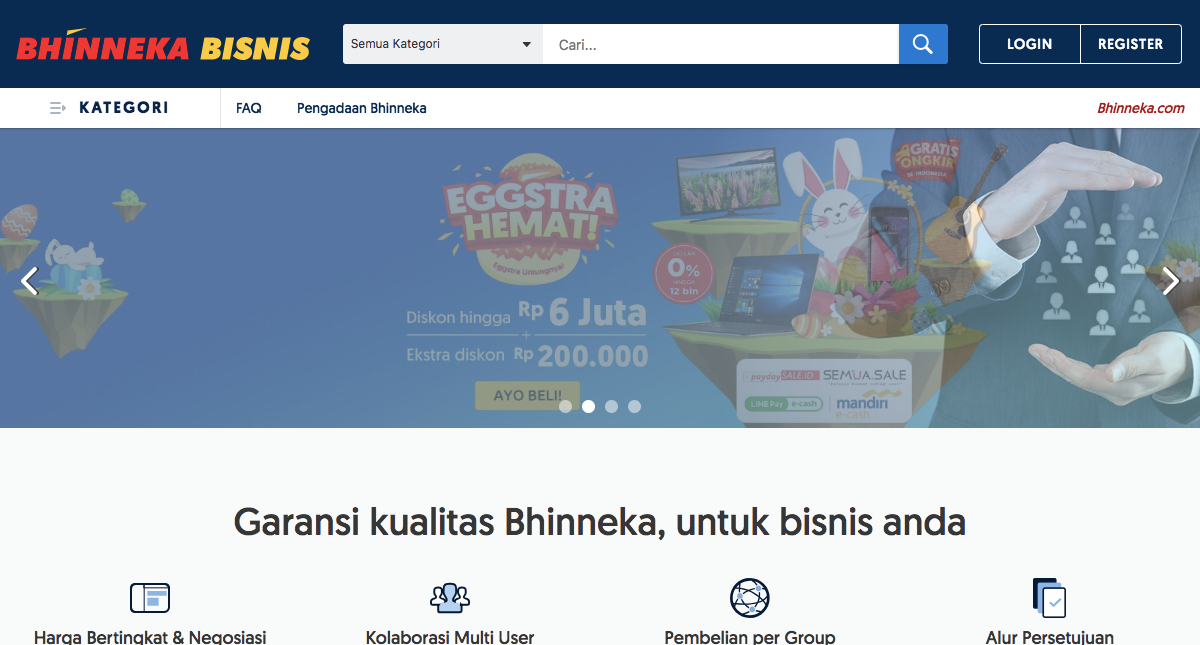 BHINNEKA BISNIS
Semua Kategori
Cari...
LOGIN
REGISTER
KATEGORI
FAQ
Pengadaan Bhinneka
Bhinneka.com
EGGSTRA
HEMAT!
Eggstra Untungnya!
Diskon hingga Rp 6 Juta
+
Ekstra diskon Rp 200.000
AYO BELI!
GRATIS
ONGKIR
SE-INDONESIA
0%
HINGGA
12 bln
paydaySALE.ID
SEMUA.SALE
LINE Pay e-cash
mandiri
e-cash
Garansi kualitas Bhinneka, untuk bisnis anda
Harga Bertingkat & Negosiasi
Kolaborasi Multi User
Pembelian per Group
Alur Persetujuan